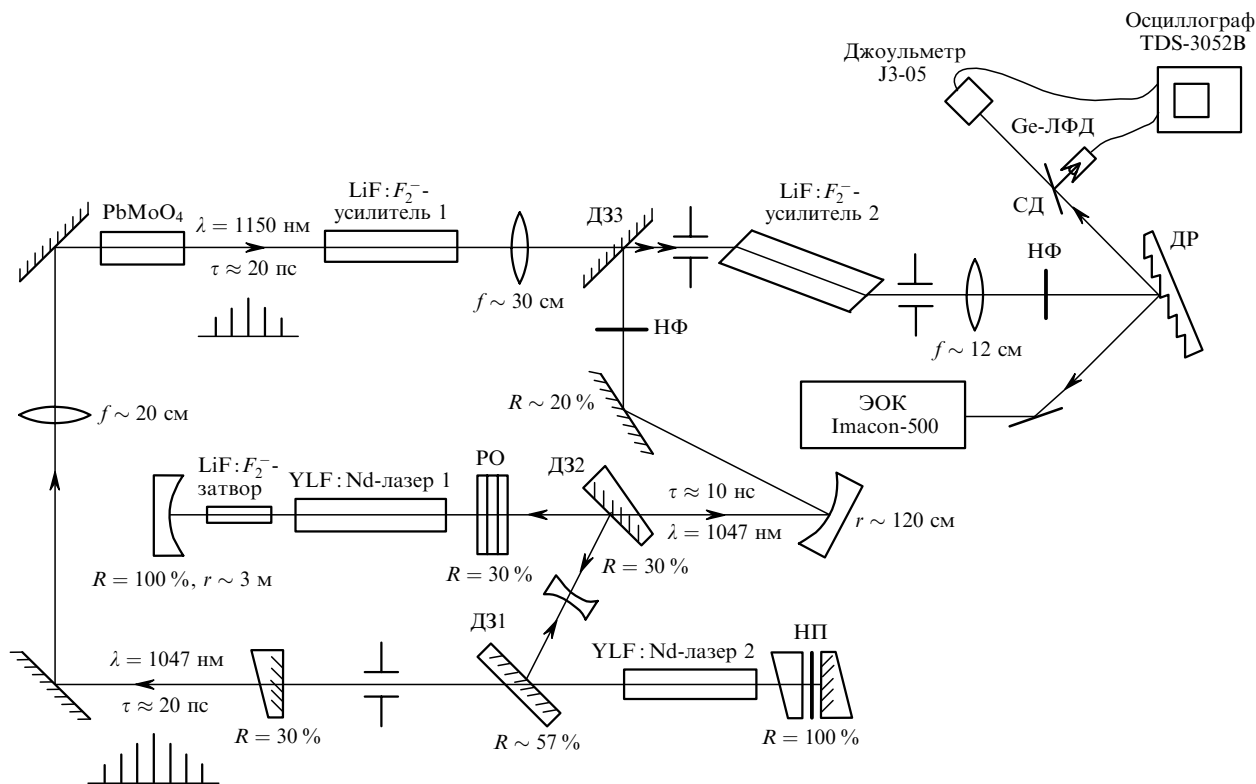 Осциллограф
TDS-3052B
Джоульметр
J3-05
Ge-ЛФД
LiF : F₂⁻-
усилитель 1
LiF : F₂⁻-
усилитель 2
PbMoO₄
λ = 1150 нм
ДЗ3
СД
ДР
τ ≈ 20 пс
НФ
f ∼ 30 см
НФ
f ∼ 12 см
R ∼ 20 %
ЭОК
Imacon-500
f ∼ 20 см
LiF : F₂⁻-
затвор
YLF : Nd-лазер 1
РО
ДЗ2
τ ≈ 10 нс
λ = 1047 нм
r ∼ 120 см
R = 100 %, r ∼ 3 м
R = 30 %
R = 30 %
ДЗ1
YLF : Nd-лазер 2
НП
λ = 1047 нм
τ ≈ 20 пс
R = 30 %
R ∼ 57 %
R = 100 %